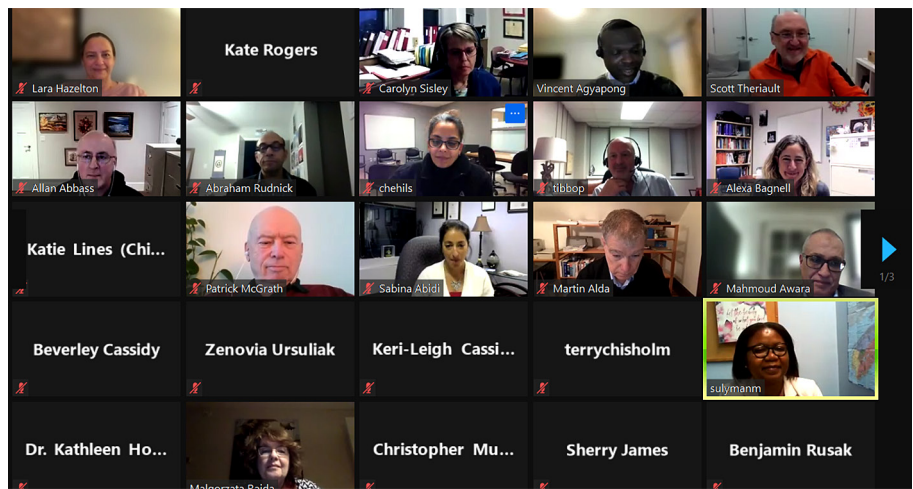 Lara Hazelton
Kate Rogers
Carolyn Sisley
Vincent Agyapong
Scott Theriault
Allan Abbass
Abraham Rudnick
chehils
tibbop
Alexa Bagnell
Katie Lines (Chi...
Patrick McGrath
Sabina Abidi
Martin Alda
Mahmoud Awara
1/3
Beverley Cassidy
Zenovia Ursuliak
Keri-Leigh Cassi...
terrychisholm
sulymanm
Dr. Kathleen Ho...
Malgorzata Rajda
Christopher Mu...
Sherry James
Benjamin Rusak